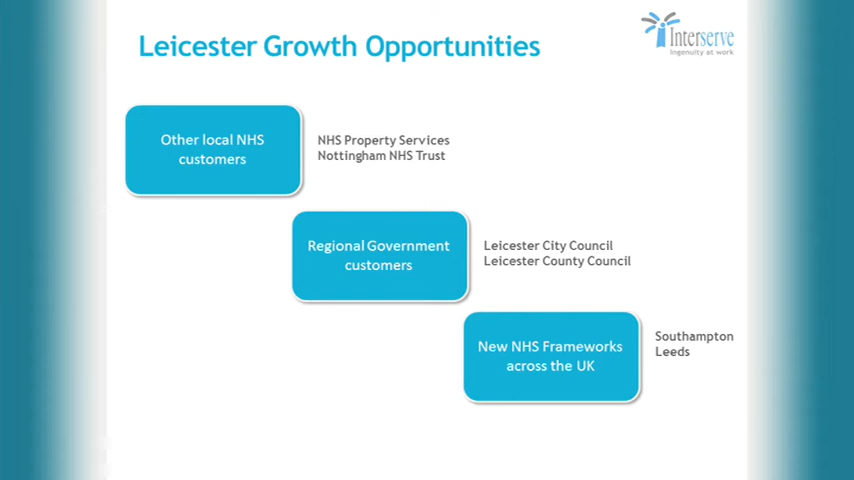 Leicester Growth Opportunities
Interserve
Ingenuity at work
Other local NHS
customers
NHS Property Services
Nottingham NHS Trust
Regional Government
customers
Leicester City Council
Leicester County Council
New NHS Frameworks
across the UK
Southampton
Leeds